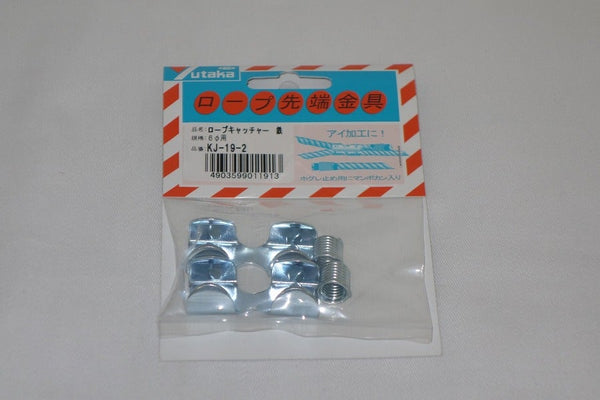 utaka
ロープ先端金具
品名:ロープキャッチャー 鉄
規格:6φ用
品番 KJ-19-2
4903599011913
アイ加工に!
ホグレ止め用にマンボカン入り